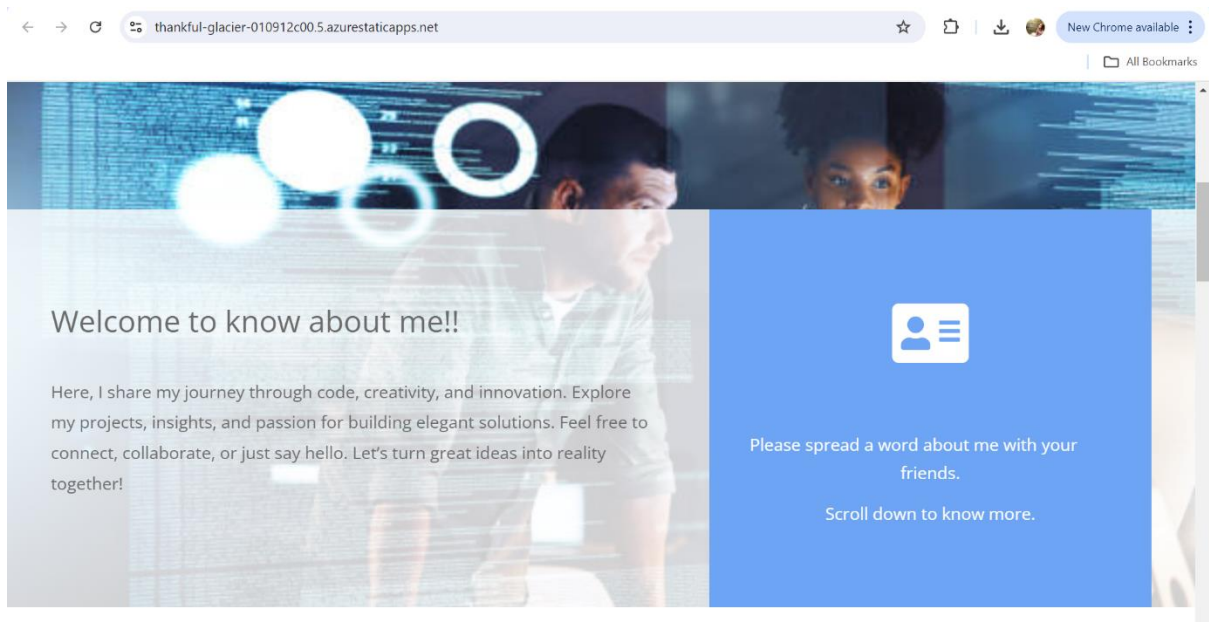 thankful-glacier-010912c00.5.azurestaticapps.net
New Chrome available
All Bookmarks
Welcome to know about me!!
Here, I share my journey through code, creativity, and innovation. Explore
my projects, insights, and passion for building elegant solutions. Feel free to
connect, collaborate, or just say hello. Let's turn great ideas into reality
together!
Please spread a word about me with your
friends.
Scroll down to know more.